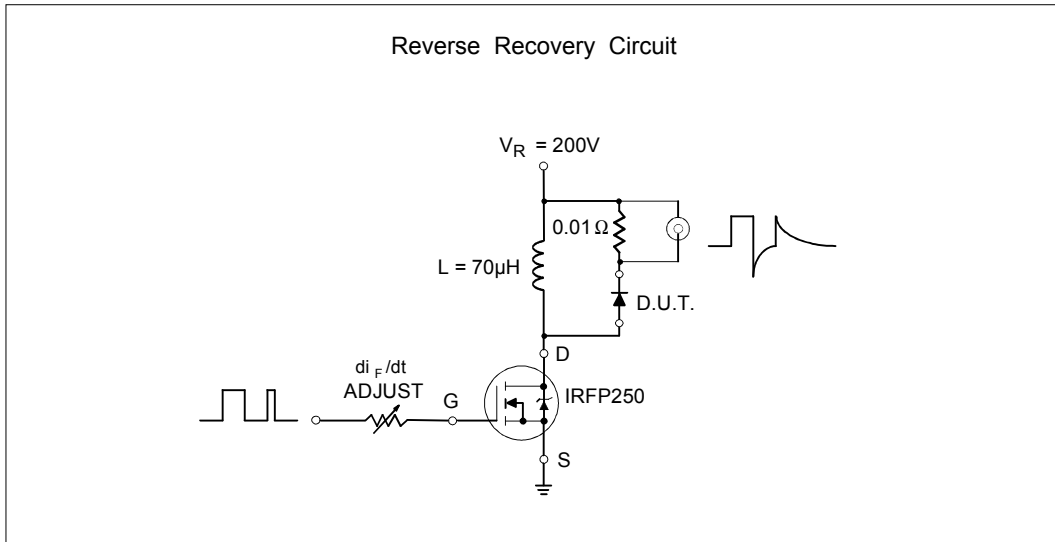 Reverse Recovery Circuit
V_R = 200V
0.01 Ω
L = 70µH
D.U.T.
D
di_F/dt
ADJUST
G
IRFP250
S